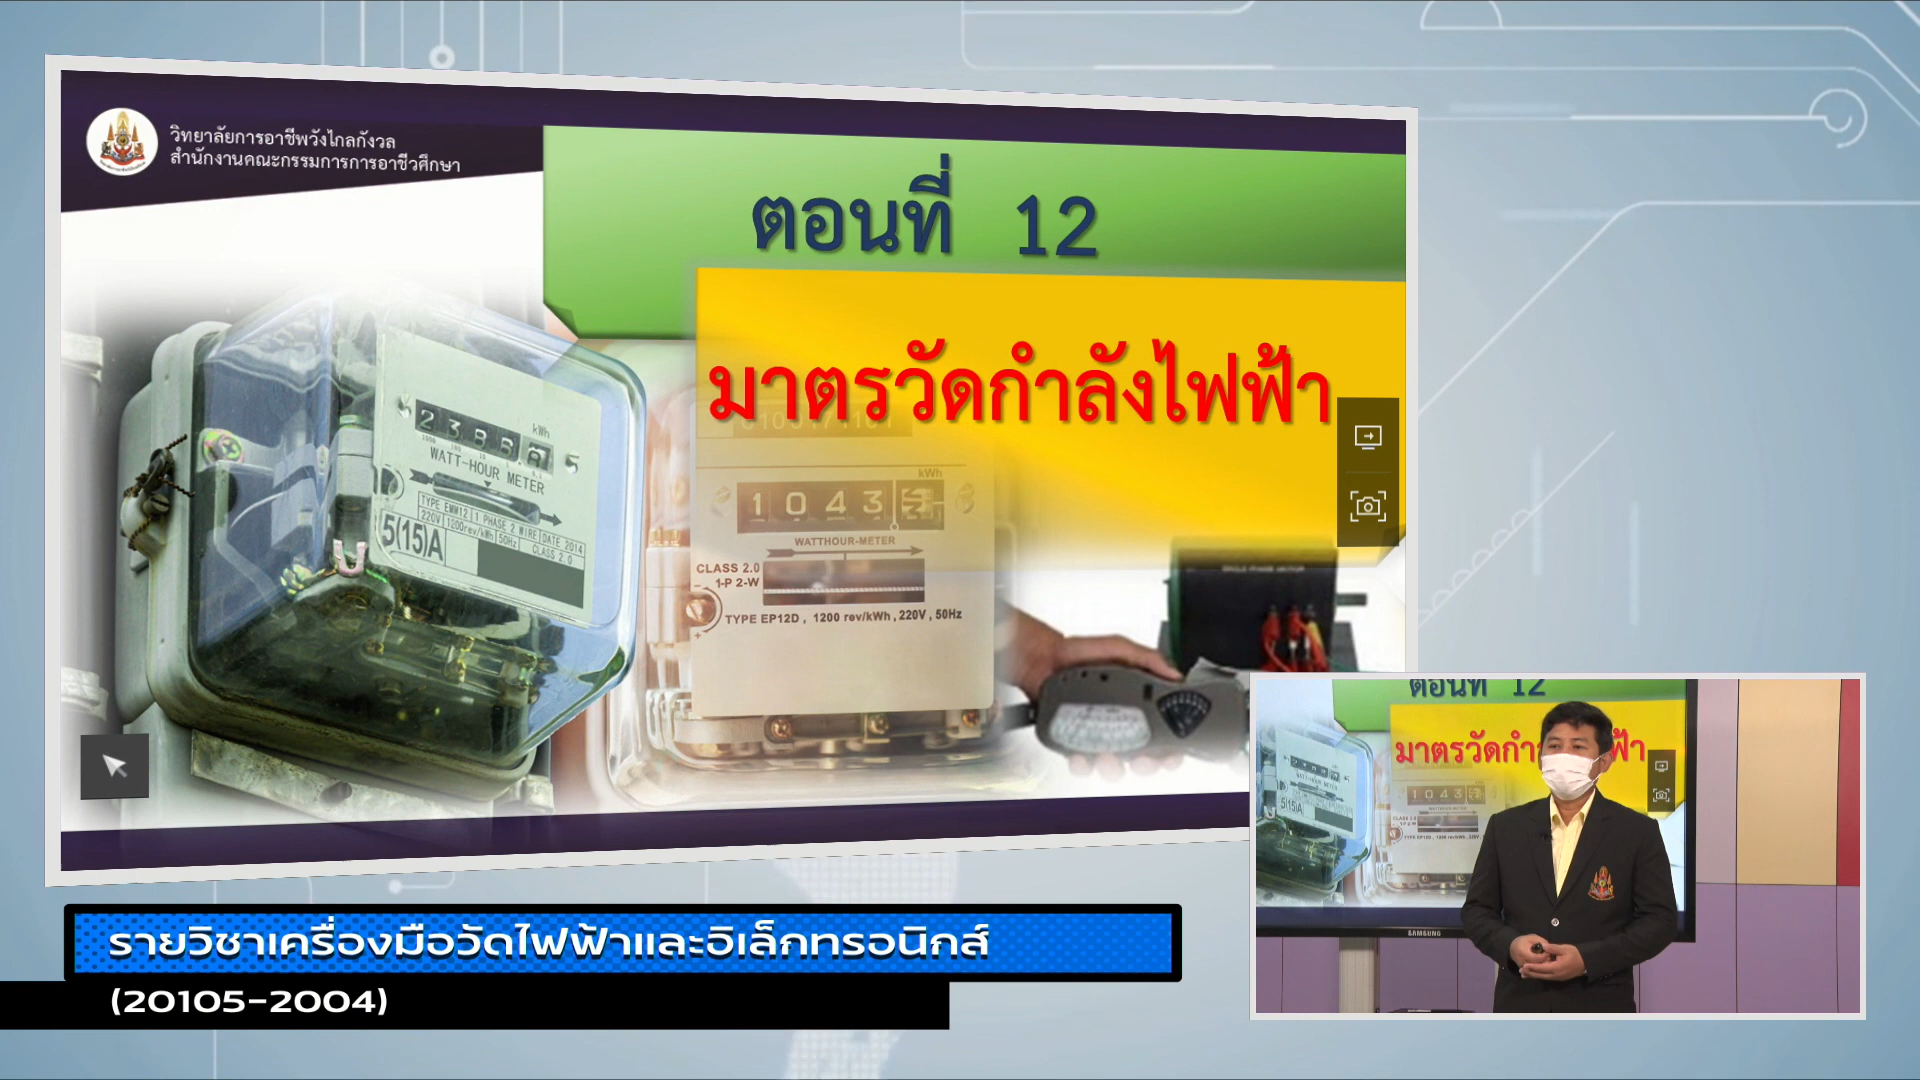 วิทยาลัยการอาชีพวังไกลกังวล
สำนักงานคณะกรรมการการอาชีวศึกษา
ตอนที่ 12
มาตรวัดกำลังไฟฟ้า
kWh
WATT-HOUR METER
TYPE EMM12 1 PHASE 2 WIRE DATE 2014
220V 1200rev/kWh 50Hz CLASS 2.0
5(15)A
kWh
1 0 4 3
WATTHOUR-METER
CLASS 2.0
1-P 2-W
TYPE EP12D , 1200 rev/kWh , 220V , 50Hz
ตอนที่ 12
มาตรวัดกำ ฟ้า
5(15)A
1043
SAMSUNG
รายวิชาเครื่องมือวัดไฟฟ้าและอิเล็กทรอนิกส์
(20105-2004)